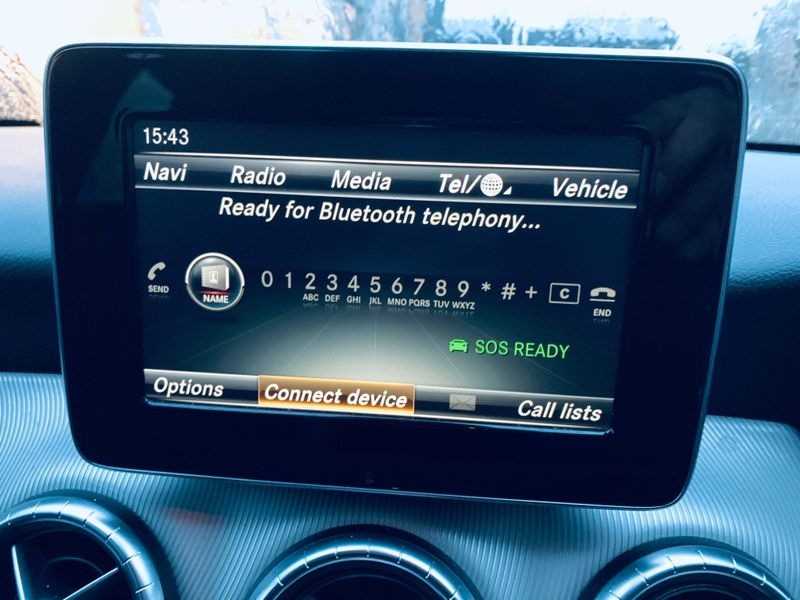 15:43
Navi Radio Media Tel/ Vehicle
Ready for Bluetooth telephony...
SEND NAME 0 1 2 3 4 5 6 7 8 9 * # + C END
ABC DEF GHI JKL MNO PQRS TUV WXYZ
SOS READY
Options Connect device Call lists